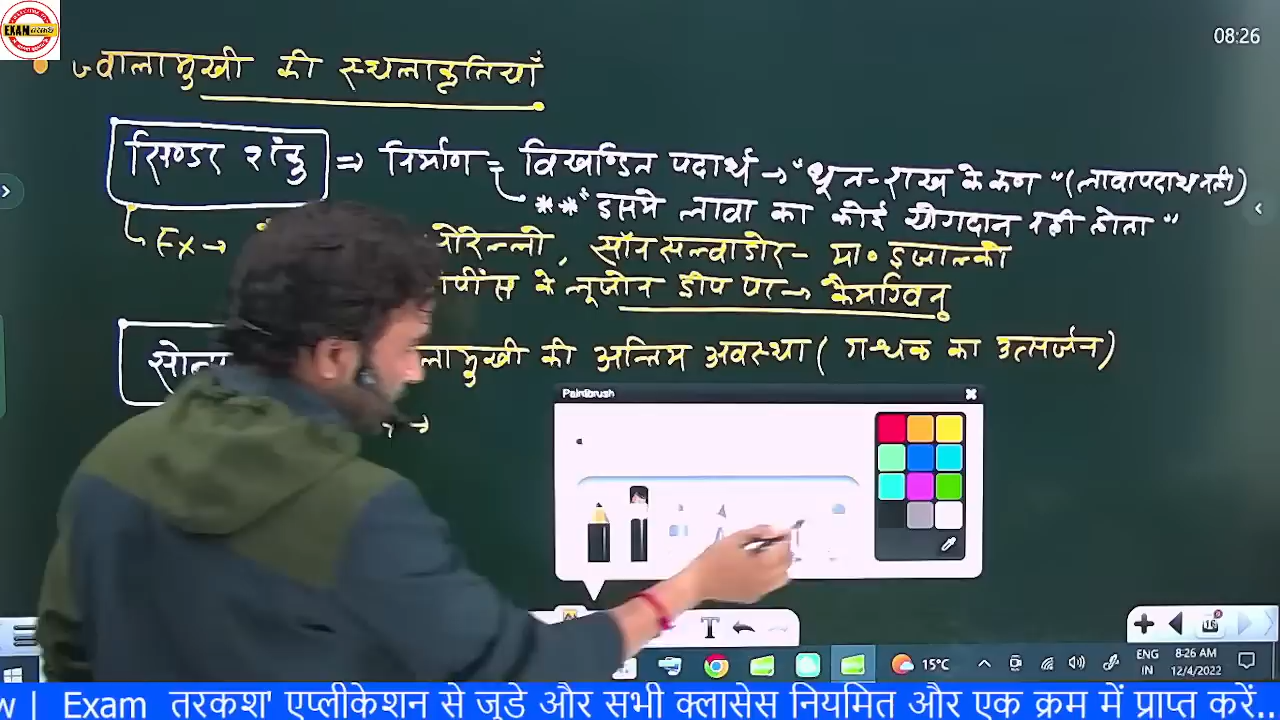 EXAM तरकश
08:26
ज्वालामुखी की स्थलाकृतियाँ
सिण्डर शंकु ⇒ निर्माण = विखण्डित पदार्थ → "धूल-राख के कण" (लावा पदार्थ नहीं)
*** इसमे लावा का कोई योगदान नही होता "
Ex → सॉन सल्वाडोर - मा० इजाल्को
के लूजोन द्वीप पर → कैमाग्विन
की अन्तिम अवस्था ( गन्धक का उत्सर्जन)
Paintbrush
T
ENG
IN
8:26 AM
12/4/2022
15°C
w | Exam तरकश' एप्लीकेशन से जुडे और सभी क्लासेस नियमित और एक क्रम में प्राप्त करें..